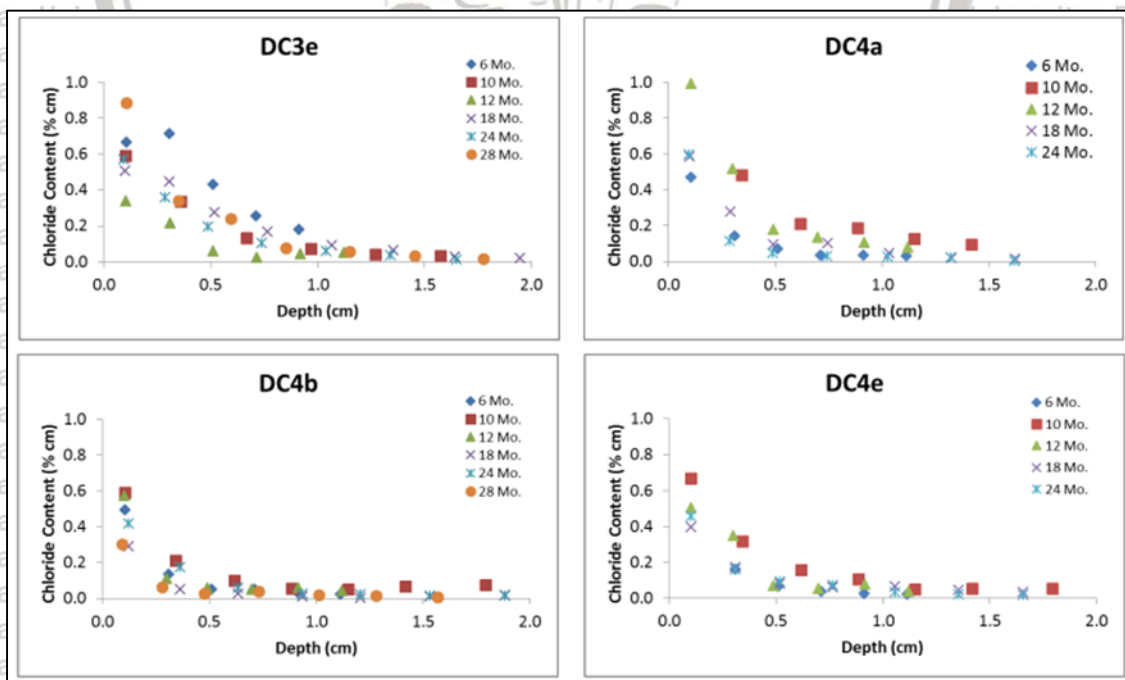 DC3e
Chloride Content (% cm)
1.0
0.8
0.6
0.4
0.2
0.0
0.0 0.5 1.0 1.5 2.0
Depth (cm)
6 Mo.
10 Mo.
12 Mo.
18 Mo.
24 Mo.
28 Mo.
DC4a
Chloride Content (% cm)
1.0
0.8
0.6
0.4
0.2
0.0
0.0 0.5 1.0 1.5 2.0
Depth (cm)
6 Mo.
10 Mo.
12 Mo.
18 Mo.
24 Mo.
DC4b
Chloride Content (% cm)
1.0
0.8
0.6
0.4
0.2
0.0
0.0 0.5 1.0 1.5 2.0
Depth (cm)
6 Mo.
10 Mo.
12 Mo.
18 Mo.
24 Mo.
28 Mo.
DC4e
Chloride Content (% cm)
1.0
0.8
0.6
0.4
0.2
0.0
0.0 0.5 1.0 1.5 2.0
Depth (cm)
6 Mo.
10 Mo.
12 Mo.
18 Mo.
24 Mo.